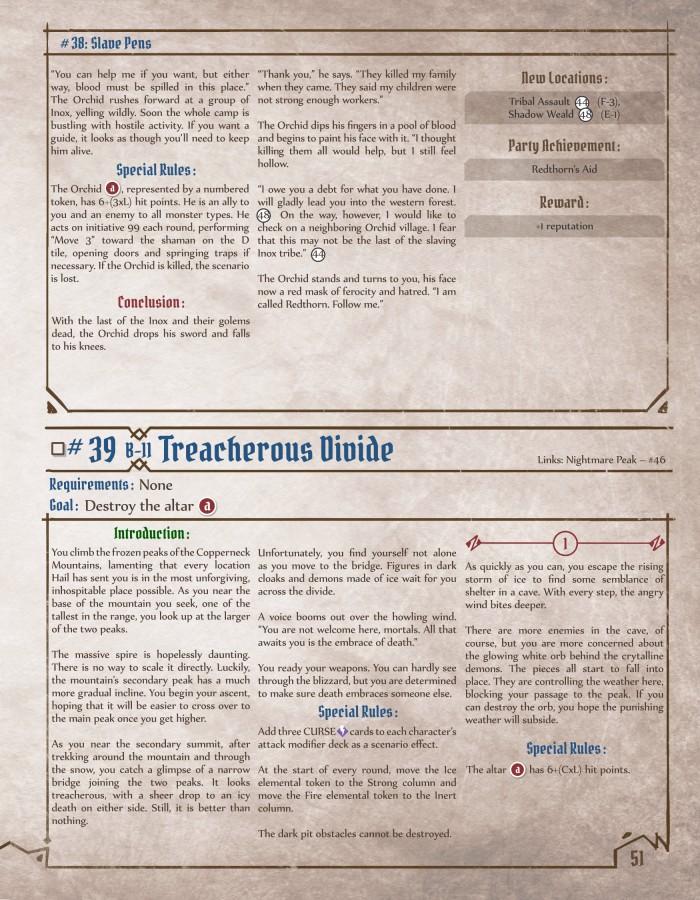 #38: Slave Pens
"You can help me if you want, but either
way, blood must be spilled in this place."
The Orchid rushes forward at a group of
Inox, yelling wildly. Soon the whole camp is
bustling with hostile activity. If you want a
guide, it looks as though you'll need to keep
him alive.
Special Rules:
The Orchid a, represented by a numbered
token, has 6+(3xL) hit points. He is an ally to
you and an enemy to all monster types. He
acts on initiative 99 each round, performing
"Move 3" toward the shaman on the D
tile, opening doors and springing traps if
necessary. If the Orchid is killed, the scenario
is lost.
Conclusion:
With the last of the Inox and their golems
dead, the Orchid drops his sword and falls
to his knees.
"Thank you," he says. "They killed my family
when they came. They said my children were
not strong enough workers."
The Orchid dips his fingers in a pool of blood
and begins to paint his face with it. "I thought
killing them all would help, but I still feel
hollow.
"I owe you a debt for what you have done. I
will gladly lead you into the western forest.
48 On the way, however, I would like to
check on a neighboring Orchid village. I fear
that this may not be the last of the slaving
Inox tribe." 44
The Orchid stands and turns to you, his face
now a red mask of ferocity and hatred. "I am
called Redthorn. Follow me."
New Locations:
Tribal Assault 44 (F-3),
Shadow Weald 48 (E-1)
Party Achievement:
Redthorn's Aid
Reward:
+1 reputation
#39 B-11 Treacherous Divide
Links: Nightmare Peak – #46
Requirements: None
Goal: Destroy the altar a
Introduction:
You climb the frozen peaks of the Copperneck
Mountains, lamenting that every location
Hail has sent you is in the most unforgiving,
inhospitable place possible. As you near the
base of the mountain you seek, one of the
tallest in the range, you look up at the larger
of the two peaks.
The massive spire is hopelessly daunting.
There is no way to scale it directly. Luckily,
the mountain's secondary peak has a much
more gradual incline. You begin your ascent,
hoping that it will be easier to cross over to
the main peak once you get higher.
As you near the secondary summit, after
trekking around the mountain and through
the snow, you catch a glimpse of a narrow
bridge joining the two peaks. It looks
treacherous, with a sheer drop to an icy
death on either side. Still, it is better than
nothing.
Unfortunately, you find yourself not alone
as you move to the bridge. Figures in dark
cloaks and demons made of ice wait for you
across the divide.
A voice booms out over the howling wind.
"You are not welcome here, mortals. All that
awaits you is the embrace of death."
You ready your weapons. You can hardly see
through the blizzard, but you are determined
to make sure death embraces someone else.
Special Rules:
Add three CURSE cards to each character's
attack modifier deck as a scenario effect.
At the start of every round, move the Ice
elemental token to the Strong column and
move the Fire elemental token to the Inert
column.
The dark pit obstacles cannot be destroyed.
1
As quickly as you can, you escape the rising
storm of ice to find some semblance of
shelter in a cave. With every step, the angry
wind bites deeper.
There are more enemies in the cave, of
course, but you are more concerned about
the glowing white orb behind the crytalline
demons. The pieces all start to fall into
place. They are controlling the weather here,
blocking your passage to the peak. If you
can destroy the orb, you hope the punishing
weather will subside.
Special Rules:
The altar a has 6+(CxL) hit points.
51